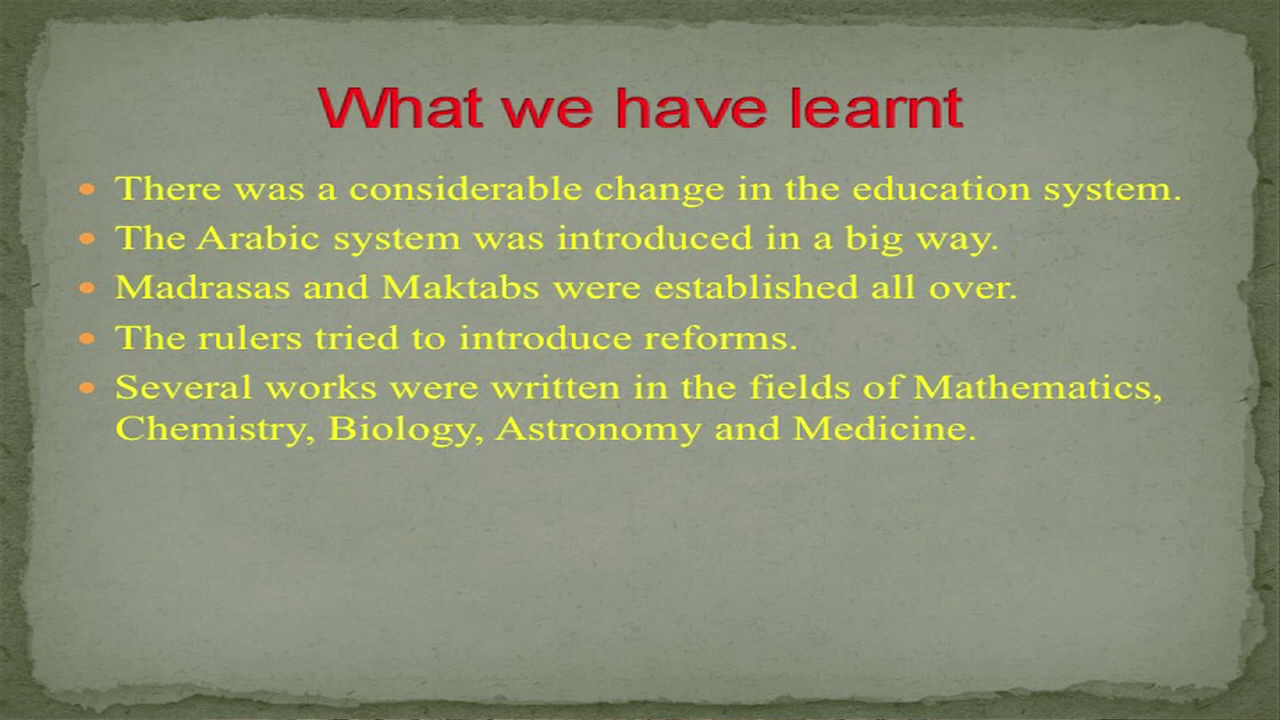 What we have learnt
• There was a considerable change in the education system.
• The Arabic system was introduced in a big way.
• Madrasas and Maktabs were established all over.
• The rulers tried to introduce reforms.
• Several works were written in the fields of Mathematics,
Chemistry, Biology, Astronomy and Medicine.